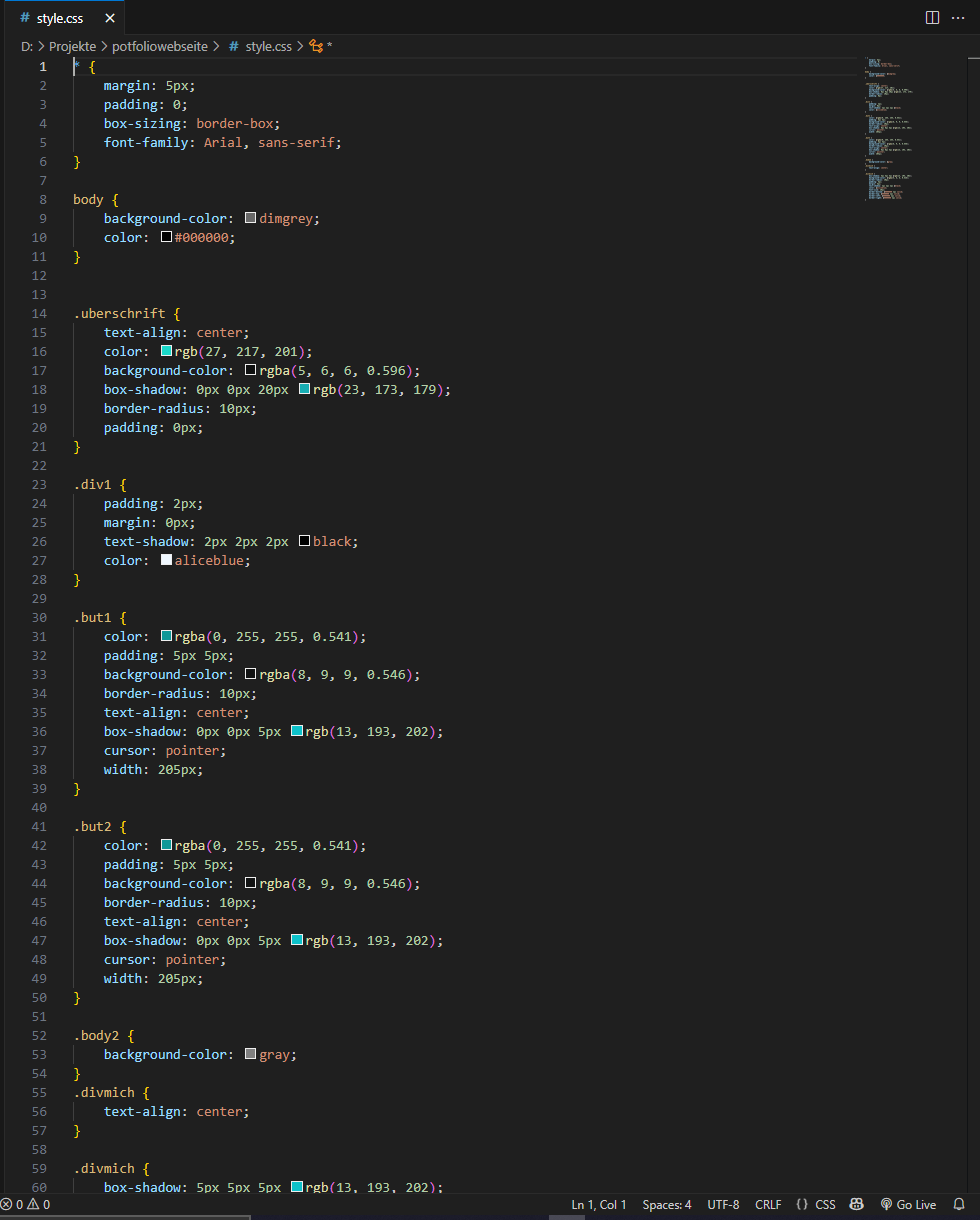 # style.css ×
D: > Projekte > potfoliowebseite > # style.css > *
1 * {
2     margin: 5px;
3     padding: 0;
4     box-sizing: border-box;
5     font-family: Arial, sans-serif;
6 }
7
8 body {
9     background-color: dimgrey;
10     color: #000000;
11 }
12
13
14 .uberschrift {
15     text-align: center;
16     color: rgb(27, 217, 201);
17     background-color: rgba(5, 6, 6, 0.596);
18     box-shadow: 0px 0px 20px rgb(23, 173, 179);
19     border-radius: 10px;
20     padding: 0px;
21 }
22
23 .div1 {
24     padding: 2px;
25     margin: 0px;
26     text-shadow: 2px 2px 2px black;
27     color: aliceblue;
28 }
29
30 .but1 {
31     color: rgba(0, 255, 255, 0.541);
32     padding: 5px 5px;
33     background-color: rgba(8, 9, 9, 0.546);
34     border-radius: 10px;
35     text-align: center;
36     box-shadow: 0px 0px 5px rgb(13, 193, 202);
37     cursor: pointer;
38     width: 205px;
39 }
40
41 .but2 {
42     color: rgba(0, 255, 255, 0.541);
43     padding: 5px 5px;
44     background-color: rgba(8, 9, 9, 0.546);
45     border-radius: 10px;
46     text-align: center;
47     box-shadow: 0px 0px 5px rgb(13, 193, 202);
48     cursor: pointer;
49     width: 205px;
50 }
51
52 .body2 {
53     background-color: gray;
54 }
55 .divmich {
56     text-align: center;
57 }
58
59 .divmich {
60     box-shadow: 5px 5px 5px rgb(13, 193, 202);
0 0 Ln 1, Col 1 Spaces: 4 UTF-8 CRLF {} CSS Go Live